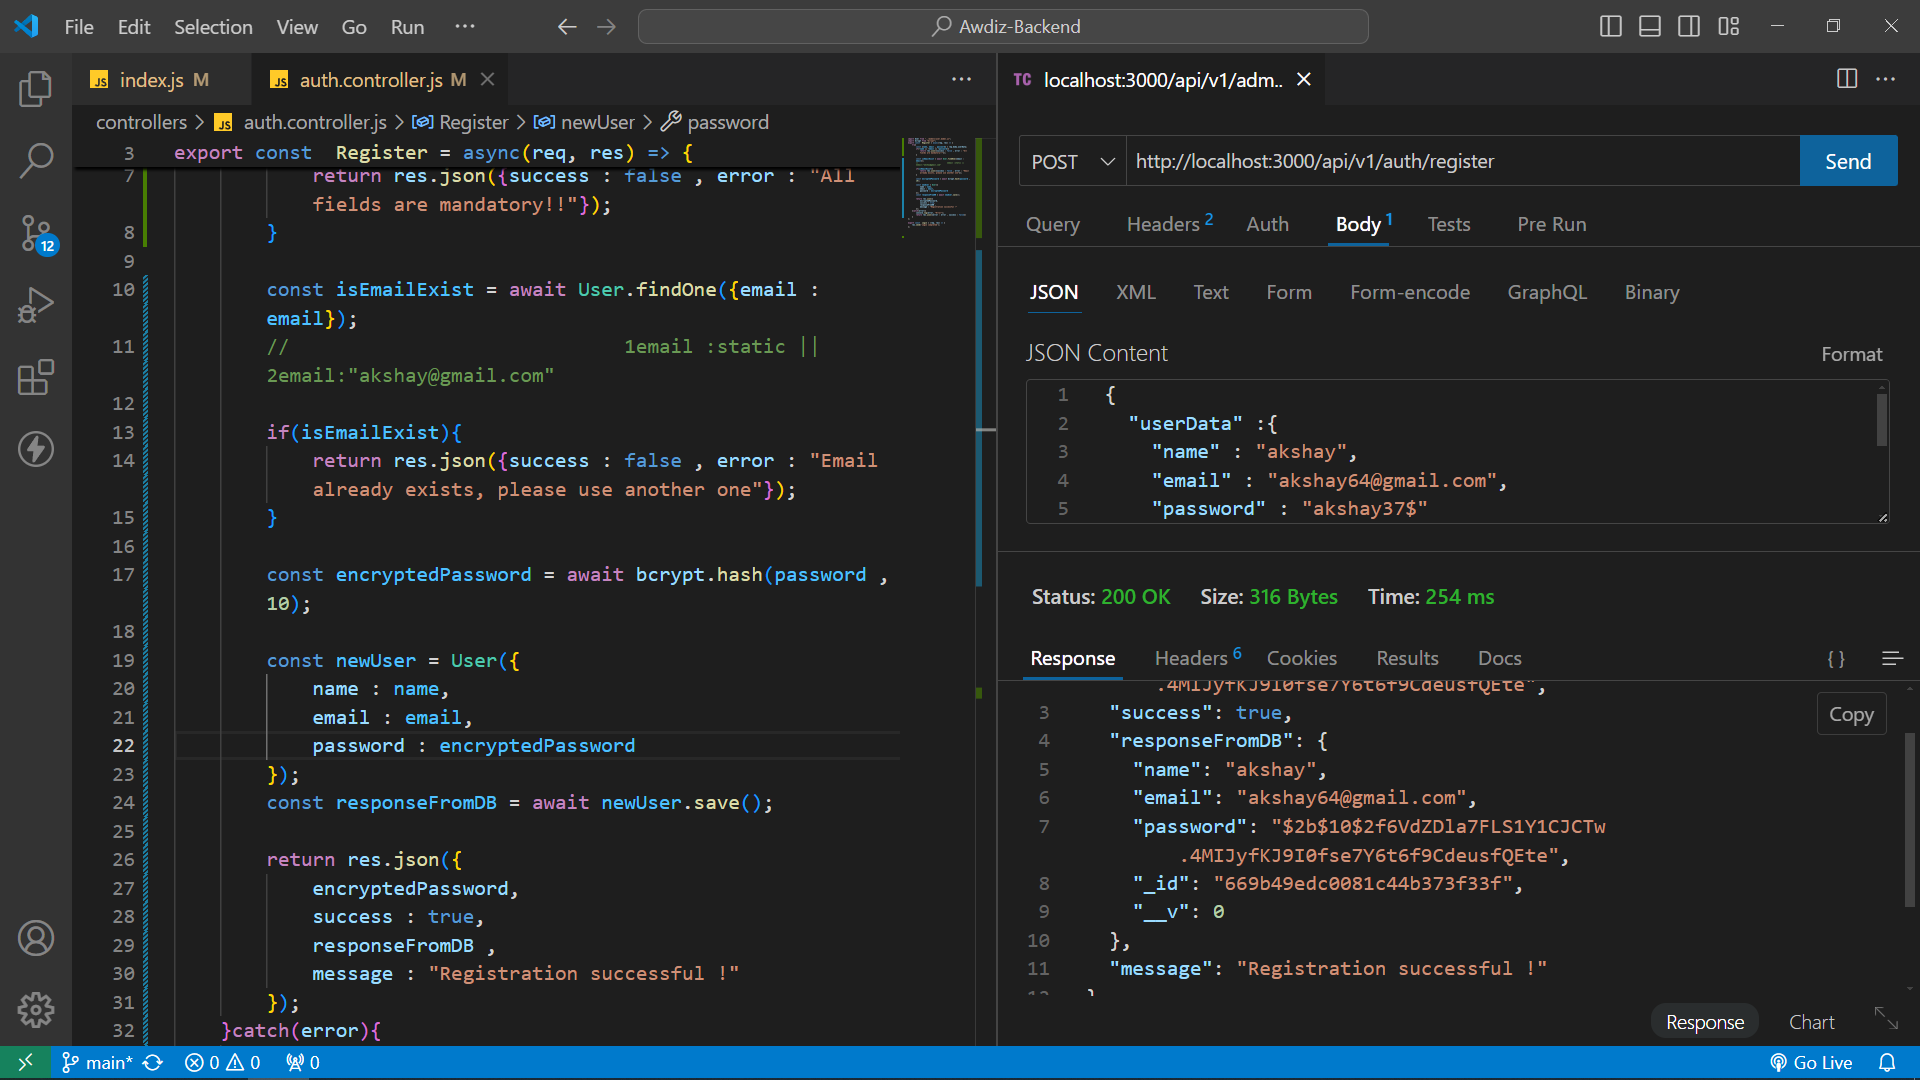 File Edit Selection View Go Run ··· Awdiz-Backend
JS index.js M JS auth.controller.js M
controllers > JS auth.controller.js > Register > newUser > password
3 export const Register = async(req, res) => {
7 return res.json({success : false , error : "All
fields are mandatory!!"});
8 }
9
10 const isEmailExist = await User.findOne({email :
email});
11 // 1email :static ||
2email:"akshay@gmail.com"
12
13 if(isEmailExist){
14 return res.json({success : false , error : "Email
already exists, please use another one"});
15 }
16
17 const encryptedPassword = await bcrypt.hash(password ,
10);
18
19 const newUser = User({
20 name : name,
21 email : email,
22 password : encryptedPassword
23 });
24 const responseFromDB = await newUser.save();
25
26 return res.json({
27 encryptedPassword,
28 success : true,
29 responseFromDB ,
30 message : "Registration successful !"
31 });
32 }catch(error){
12
TC localhost:3000/api/v1/adm..
POST http://localhost:3000/api/v1/auth/register Send
Query Headers 2 Auth Body 1 Tests Pre Run
JSON XML Text Form Form-encode GraphQL Binary
JSON Content Format
1 {
2 "userData" :{
3 "name" : "akshay",
4 "email" : "akshay64@gmail.com",
5 "password" : "akshay37$"
Status: 200 OK Size: 316 Bytes Time: 254 ms
Response Headers 6 Cookies Results Docs { }
.4MIJyfKJ9I0fse7Y6t6f9CdeusfQEte",
Copy
3 "success": true,
4 "responseFromDB": {
5 "name": "akshay",
6 "email": "akshay64@gmail.com",
7 "password": "$2b$10$2f6VdZDla7FLS1Y1CJCTw
.4MIJyfKJ9I0fse7Y6t6f9CdeusfQEte",
8 "_id": "669b49edc0081c44b373f33f",
9 "__v": 0
10 },
11 "message": "Registration successful !"
12 }
Response Chart
main* 0 0 0 Go Live